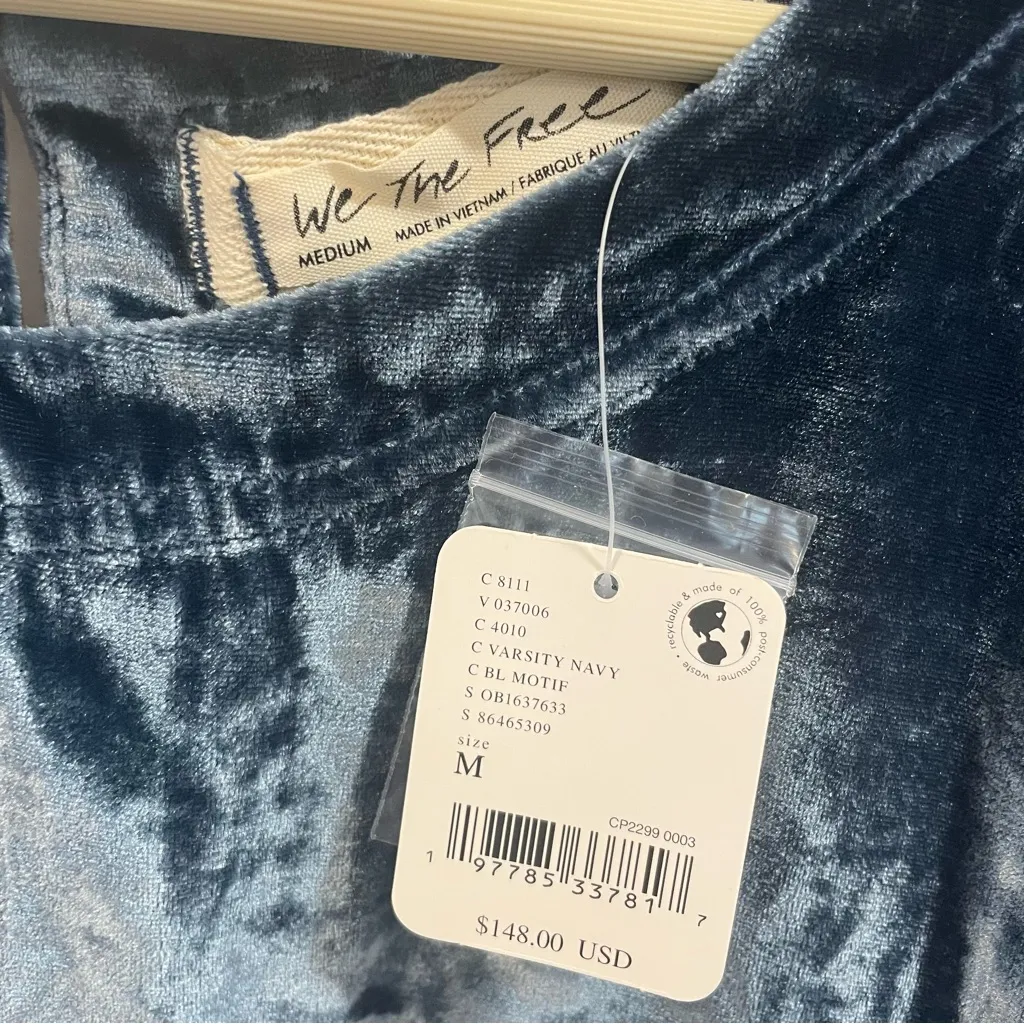 We The Free
MEDIUM MADE IN VIETNAM / FABRIQUE AU
C 8111
V 037006
C 4010
C VARSITY NAVY
C BL MOTIF
S OB1637633
S 86465309
size
M
recyclable & made of 100% post-consumer waste •
CP2299 0003
1 97785 33781 7
$148.00 USD